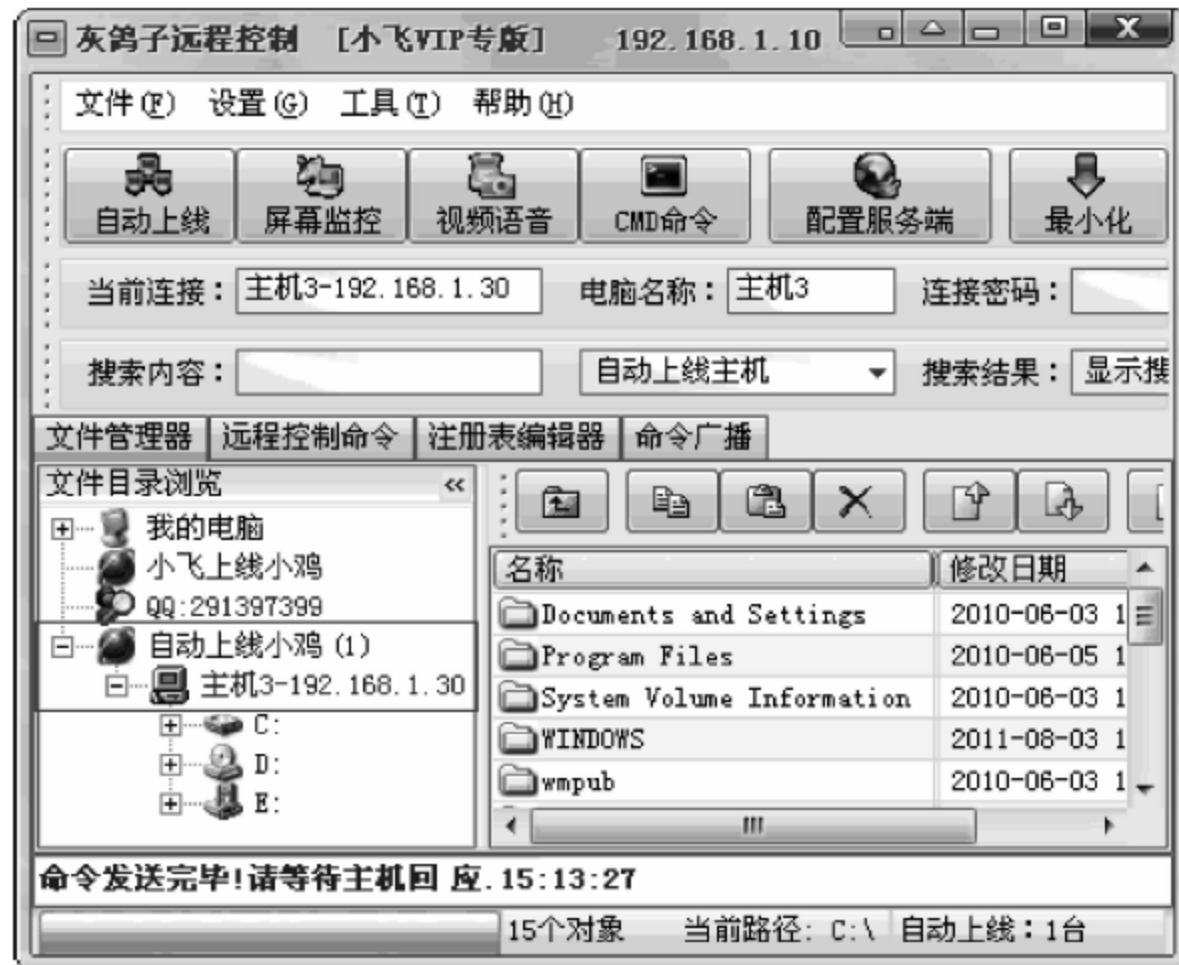 灰鸽子远程控制 [小飞VIP专版] 192.168.1.10
文件(F) 设置(G) 工具(T) 帮助(H)
自动上线 屏幕监控 视频语音 CMD命令 配置服务端 最小化
当前连接： 主机3-192.168.1.30 电脑名称： 主机3 连接密码：
搜索内容： 自动上线主机 搜索结果： 显示搜
文件管理器 远程控制命令 注册表编辑器 命令广播
文件目录浏览 «
我的电脑
小飞上线小鸡
QQ:291397399
自动上线小鸡 (1)
主机3-192.168.1.30
C:
D:
E:
名称 修改日期
Documents and Settings 2010-06-03 1
Program Files 2010-06-05 1
System Volume Information 2010-06-03 1
WINDOWS 2011-08-03 1
wmpub 2010-06-03 1
命令发送完毕!请等待主机回 应.15:13:27
15个对象 当前路径: C:\ 自动上线：1台